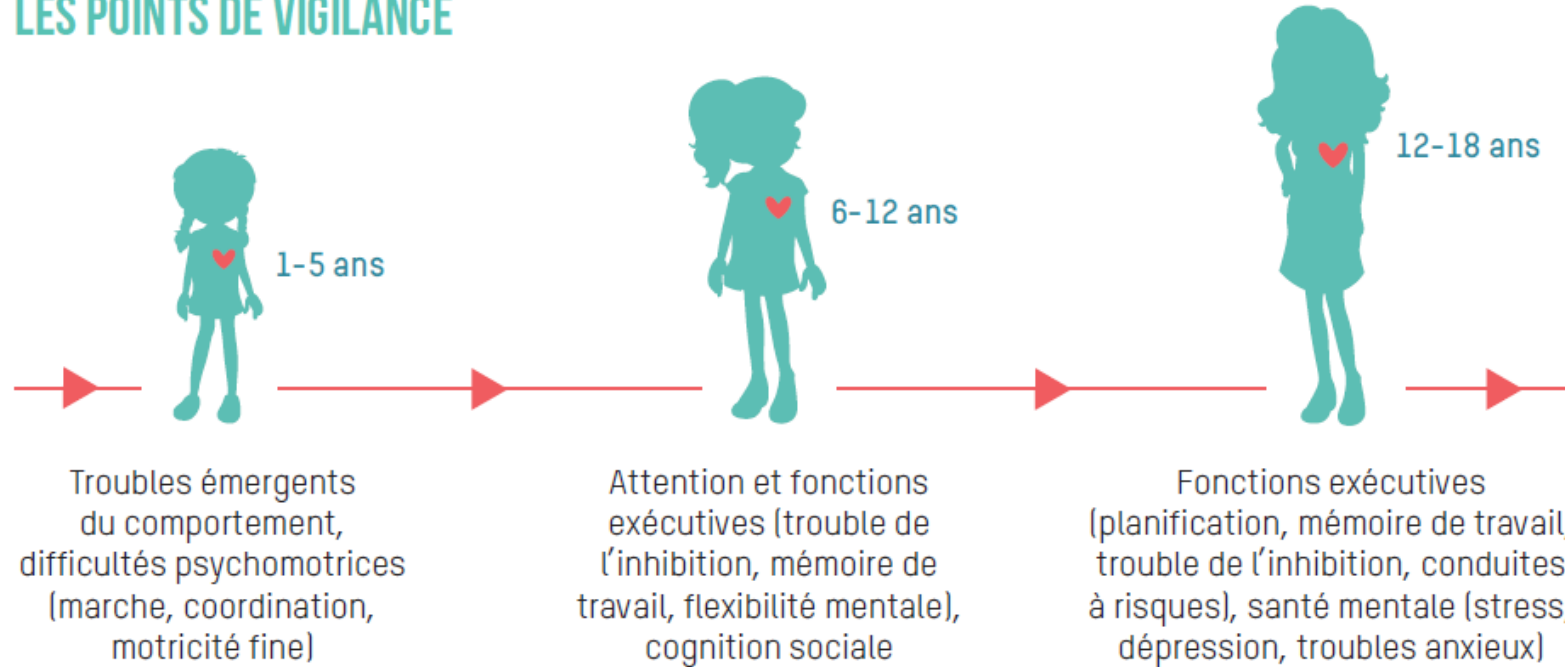 LES POINTS DE VIGILANCE
1-5 ans
6-12 ans
12-18 ans
Troubles émergents
du comportement,
difficultés psychomotrices
(marche, coordination,
motricité fine)
Attention et fonctions
exécutives (trouble de
l'inhibition, mémoire de
travail, flexibilité mentale),
cognition sociale
Fonctions exécutives
(planification, mémoire de travail,
trouble de l'inhibition, conduites
à risques), santé mentale (stress,
dépression, troubles anxieux)